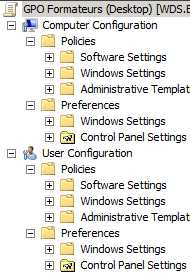 GPO Formateurs (Desktop) [WDS.
Computer Configuration
Policies
Software Settings
Windows Settings
Administrative Templat
Preferences
Windows Settings
Control Panel Settings
User Configuration
Policies
Software Settings
Windows Settings
Administrative Templat
Preferences
Windows Settings
Control Panel Settings